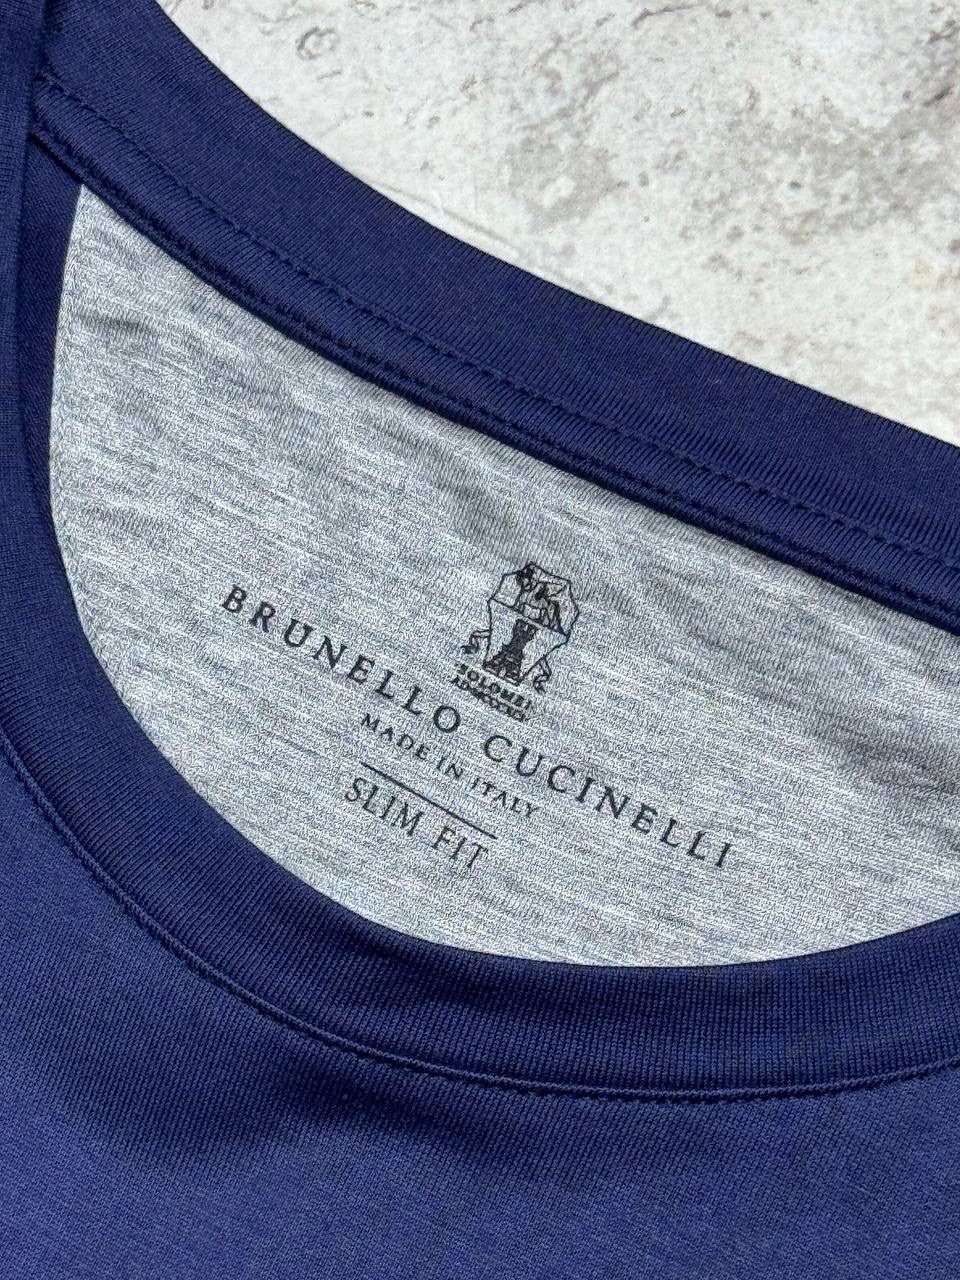 BRUNELLO CUCINELLI
MADE IN ITALY
SLIM FIT